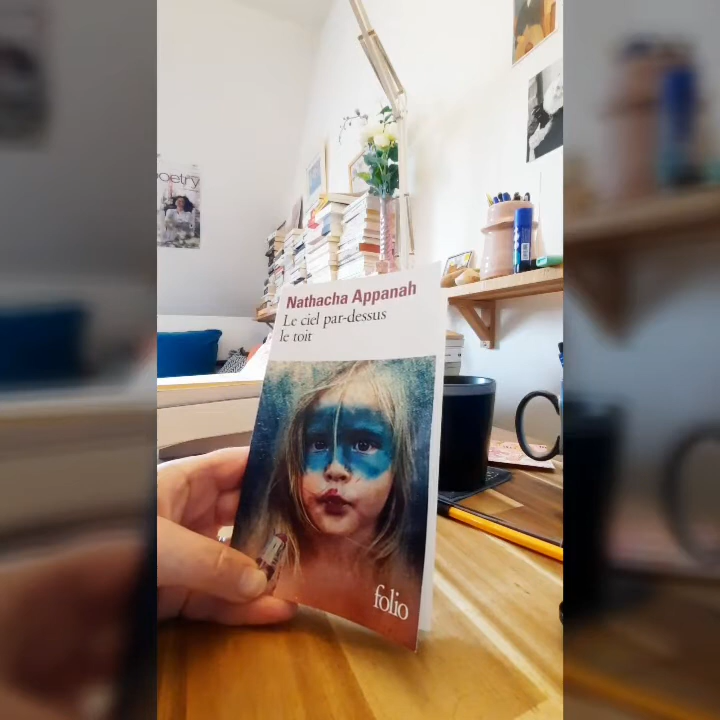 poetry
Nathacha Appanah
Le ciel par-dessus
le toit
folio